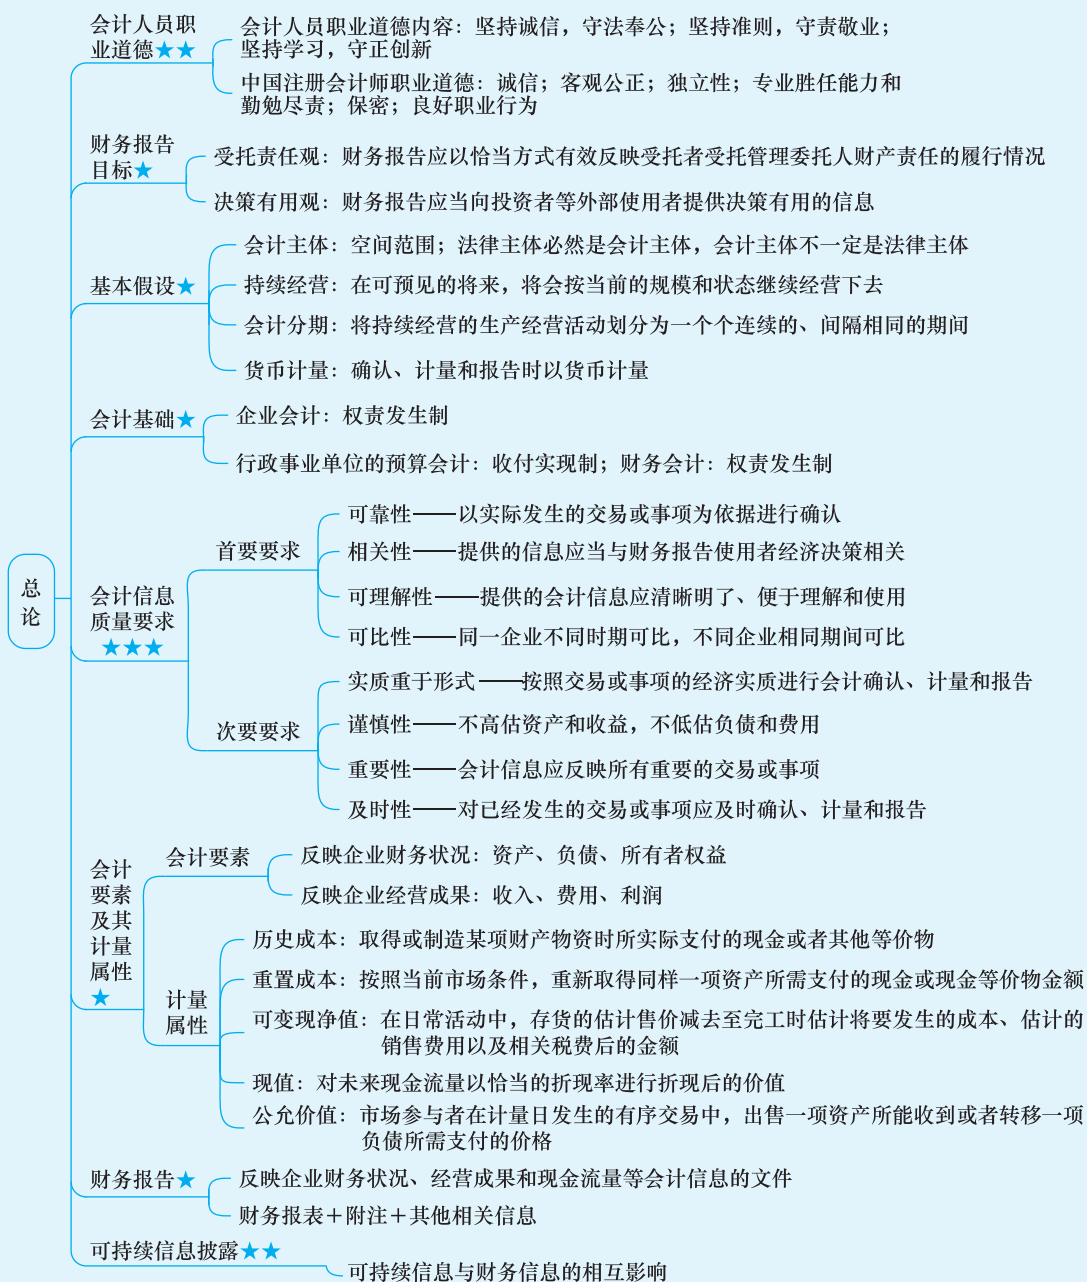 会计人员职
业道德★★
会计人员职业道德内容：坚持诚信，守法奉公；坚持准则，守责敬业；
坚持学习，守正创新
中国注册会计师职业道德：诚信；客观公正；独立性；专业胜任能力和
勤勉尽责；保密；良好职业行为
财务报告
目标★
受托责任观：财务报告应以恰当方式有效反映受托者受托管理委托人财产责任的履行情况
决策有用观：财务报告应当向投资者等外部使用者提供决策有用的信息
基本假设★
会计主体：空间范围；法律主体必然是会计主体，会计主体不一定是法律主体
持续经营：在可预见的将来，将会按当前的规模和状态继续经营下去
会计分期：将持续经营的生产经营活动划分为一个个连续的、间隔相同的期间
货币计量：确认、计量和报告时以货币计量
会计基础★
企业会计：权责发生制
行政事业单位的预算会计：收付实现制；财务会计：权责发生制
总
论
会计信息
质量要求
★★★
首要要求
可靠性——以实际发生的交易或事项为依据进行确认
相关性——提供的信息应当与财务报告使用者经济决策相关
可理解性——提供的会计信息应清晰明了、便于理解和使用
可比性——同一企业不同时期可比，不同企业相同期间可比
次要要求
实质重于形式——按照交易或事项的经济实质进行会计确认、计量和报告
谨慎性——不高估资产和收益，不低估负债和费用
重要性——会计信息应反映所有重要的交易或事项
及时性——对已经发生的交易或事项应及时确认、计量和报告
会计
要素
及其
计量
属性
★
会计要素
反映企业财务状况：资产、负债、所有者权益
反映企业经营成果：收入、费用、利润
计量
属性
历史成本：取得或制造某项财产物资时所实际支付的现金或者其他等价物
重置成本：按照当前市场条件，重新取得同样一项资产所需支付的现金或现金等价物金额
可变现净值：在日常活动中，存货的估计售价减去至完工时估计将要发生的成本、估计的
销售费用以及相关税费后的金额
现值：对未来现金流量以恰当的折现率进行折现后的价值
公允价值：市场参与者在计量日发生的有序交易中，出售一项资产所能收到或者转移一项
负债所需支付的价格
财务报告★
反映企业财务状况、经营成果和现金流量等会计信息的文件
财务报表＋附注＋其他相关信息
可持续信息披露★★
可持续信息与财务信息的相互影响